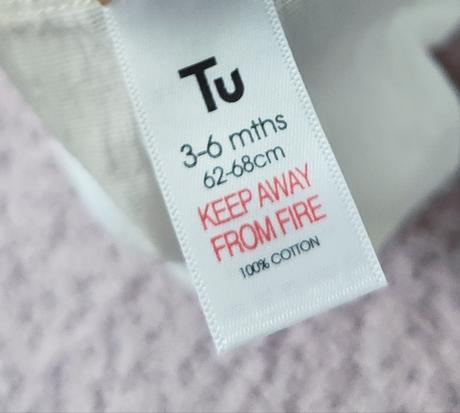 Tu
3-6 mths
62-68cm
KEEP AWAY
FROM FIRE
100% COTTON